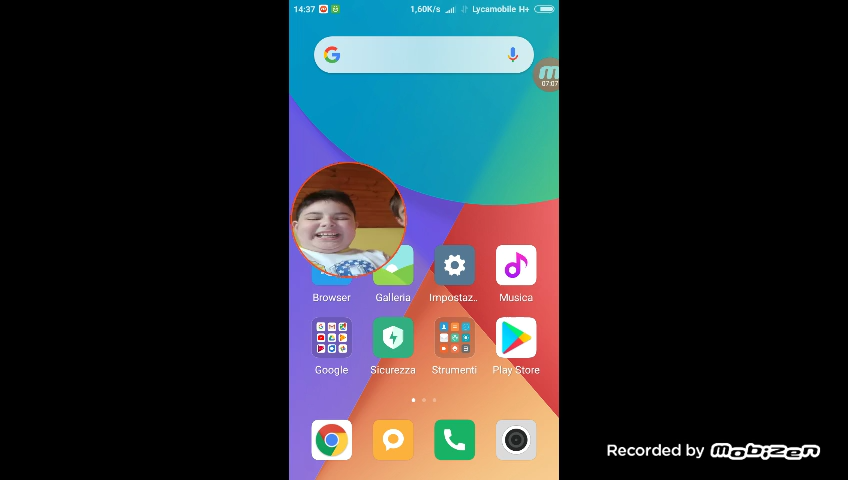 14:37 1,60K/s Lycamobile H+
07:07
Browser Galleria Impostaz.. Musica
Google Sicurezza Strumenti Play Store
Recorded by mobizen